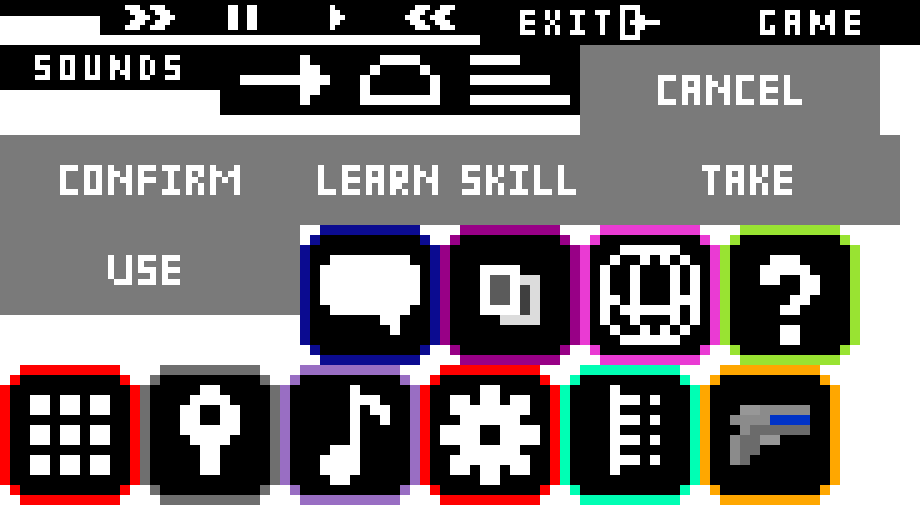 EXIT GAME
SOUNDS
CANCEL
CONFIRM LEARN SKILL TAKE
USE
?